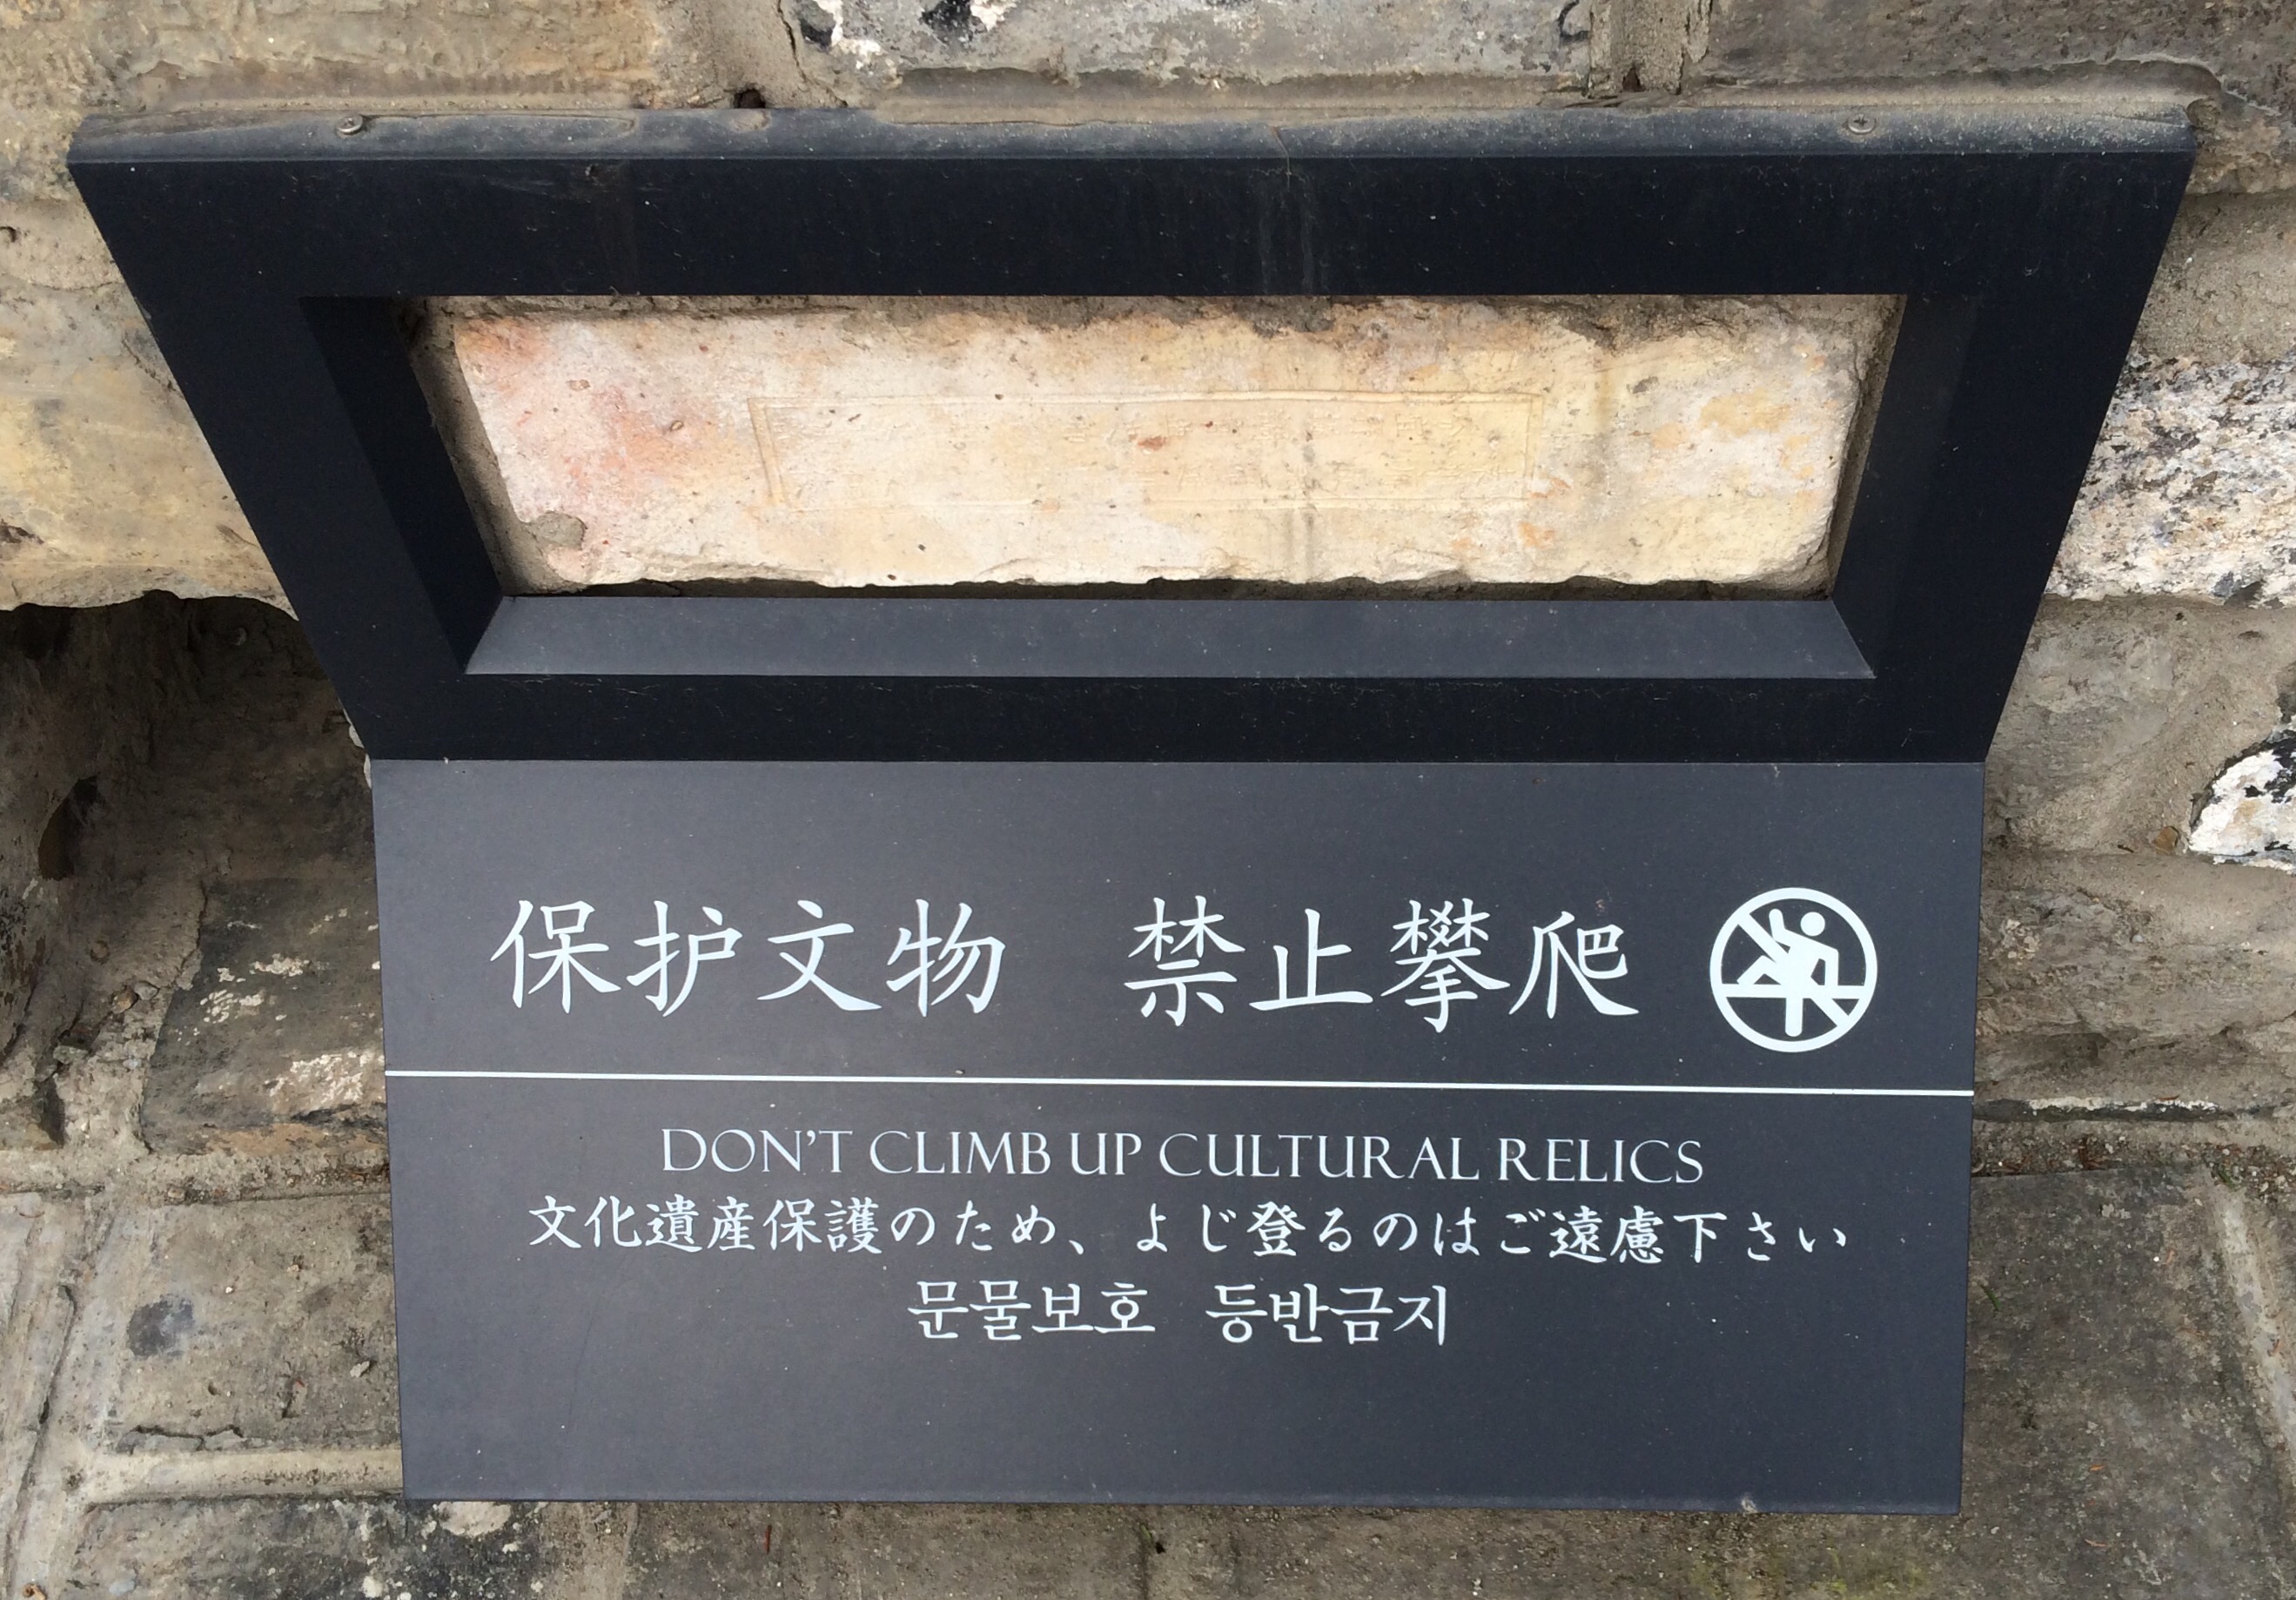 保护文物 禁止攀爬
DON'T CLIMB UP CULTURAL RELICS
文化遺産保護のため、よじ登るのはご遠慮下さい
문물보호 등반금지